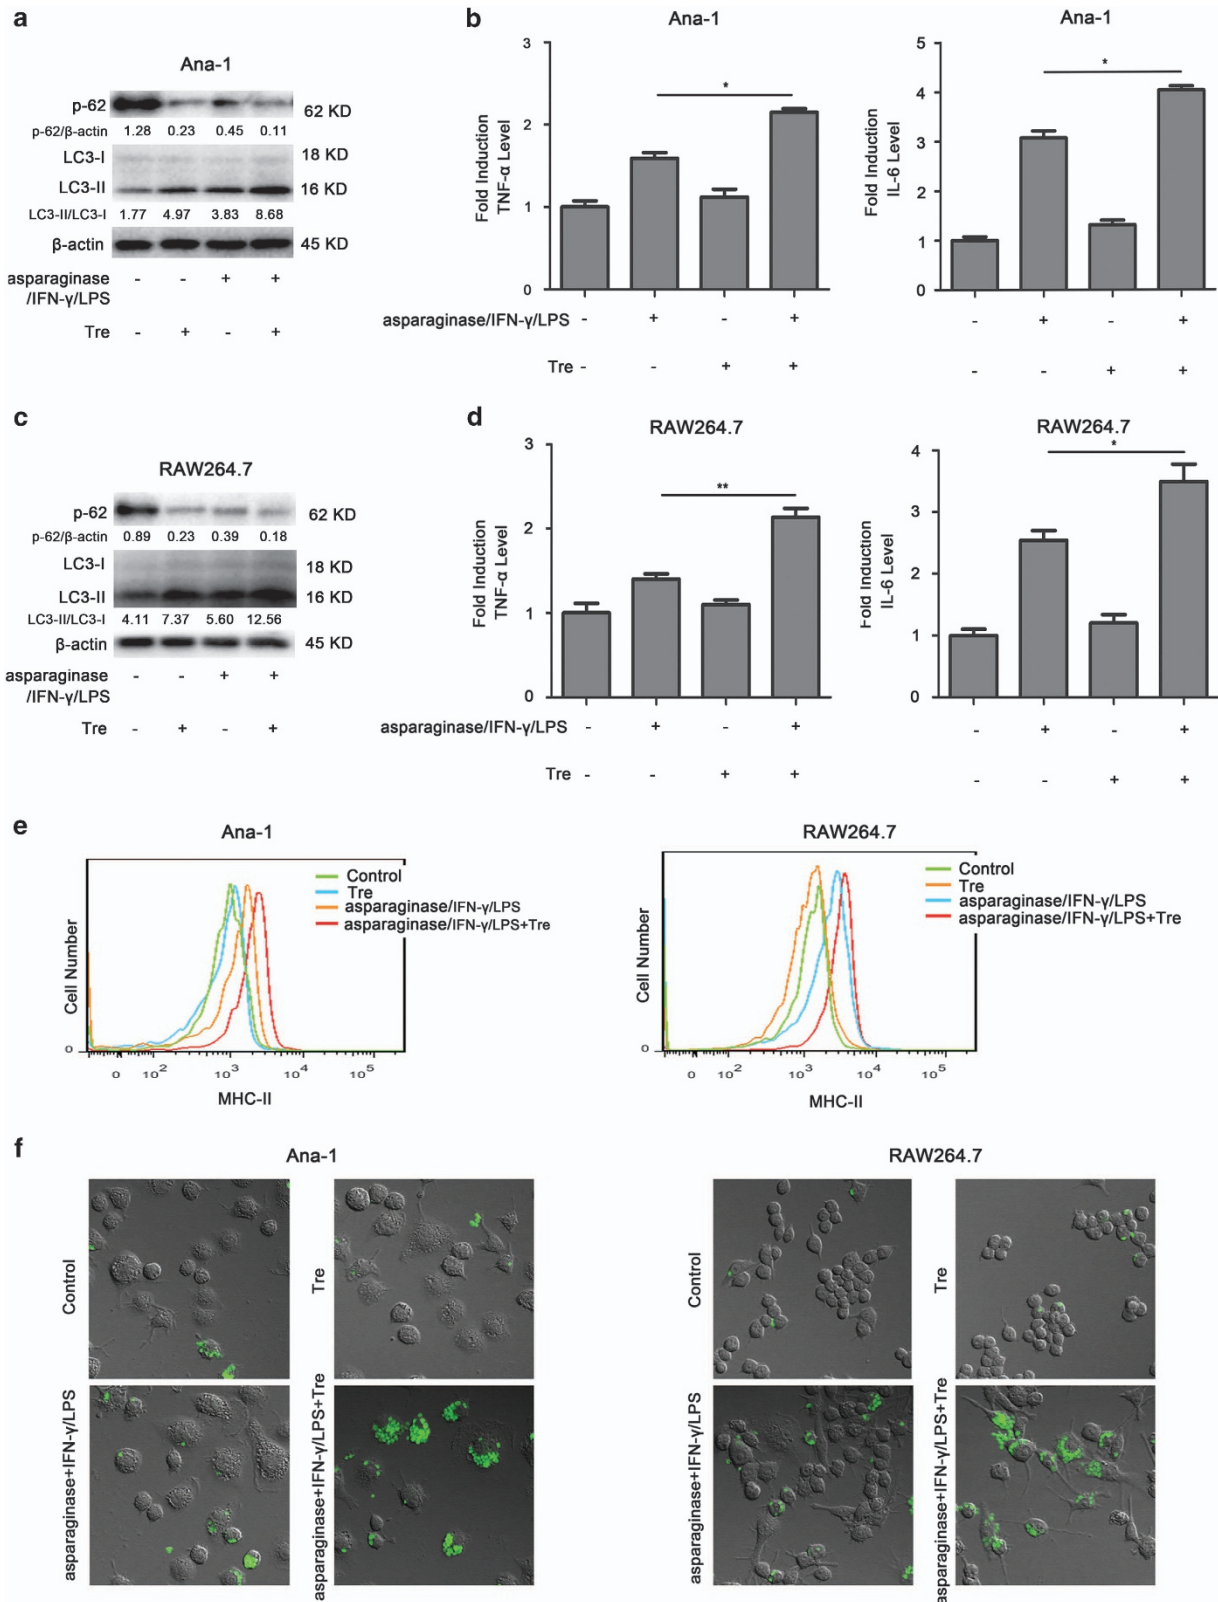 a
Ana-1
p-62
62 KD
p-62/β-actin 1.28 0.23 0.45 0.11
LC3-I
18 KD
LC3-II
16 KD
LC3-II/LC3-I 1.77 4.97 3.83 8.68
β-actin
45 KD
asparaginase - - + +
/IFN-γ/LPS
Tre - + - +
b
Ana-1
Fold Induction
TNF-α Level
3
2
1
0
*
asparaginase/IFN-γ/LPS - + - +
Tre - - + +
Ana-1
Fold Induction
IL-6 Level
5
4
3
2
1
0
*
- + - +
- - + +
c
RAW264.7
p-62
62 KD
p-62/β-actin 0.89 0.23 0.39 0.18
LC3-I
18 KD
LC3-II
16 KD
LC3-II/LC3-I 4.11 7.37 5.60 12.56
β-actin
45 KD
asparaginase - - + +
/IFN-γ/LPS
Tre - + - +
d
RAW264.7
Fold Induction
TNF-α Level
3
2
1
0
**
asparaginase/IFN-γ/LPS - + - +
Tre - - + +
RAW264.7
Fold Induction
IL-6 Level
4
3
2
1
0
*
- + - +
- - + +
e
Ana-1
Control
Tre
asparaginase/IFN-γ/LPS
asparaginase/IFN-γ/LPS+Tre
Cell Number
0
0 10² 10³ 10⁴ 10⁵
MHC-II
RAW264.7
Control
Tre
asparaginase/IFN-γ/LPS
asparaginase/IFN-γ/LPS+Tre
Cell Number
0
0 10² 10³ 10⁴ 10⁵
MHC-II
f
Ana-1
Control
Tre
asparaginase+IFN-γ/LPS
asparaginase+IFN-γ/LPS+Tre
RAW264.7
Control
Tre
asparaginase+IFN-γ/LPS
asparaginase+IFN-γ/LPS+Tre